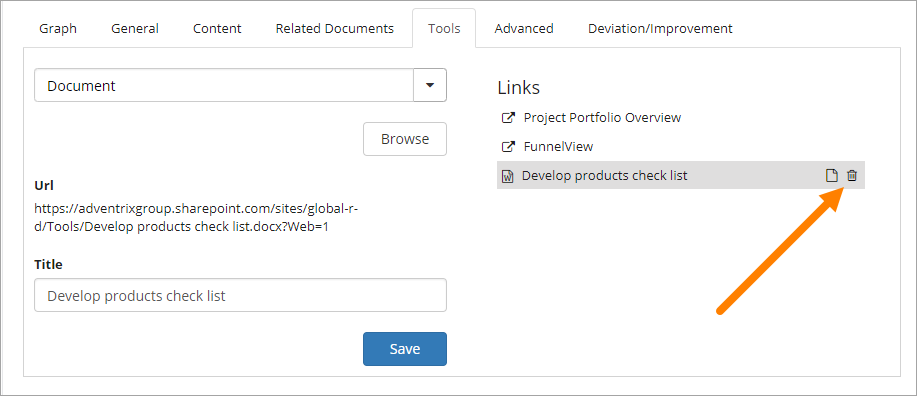 Graph General Content Related Documents Tools Advanced Deviation/Improvement
Document
Browse
Url
https://adventrixgroup.sharepoint.com/sites/global-r-
d/Tools/Develop products check list.docx?Web=1
Title
Develop products check list
Save
Links
Project Portfolio Overview
FunnelView
Develop products check list